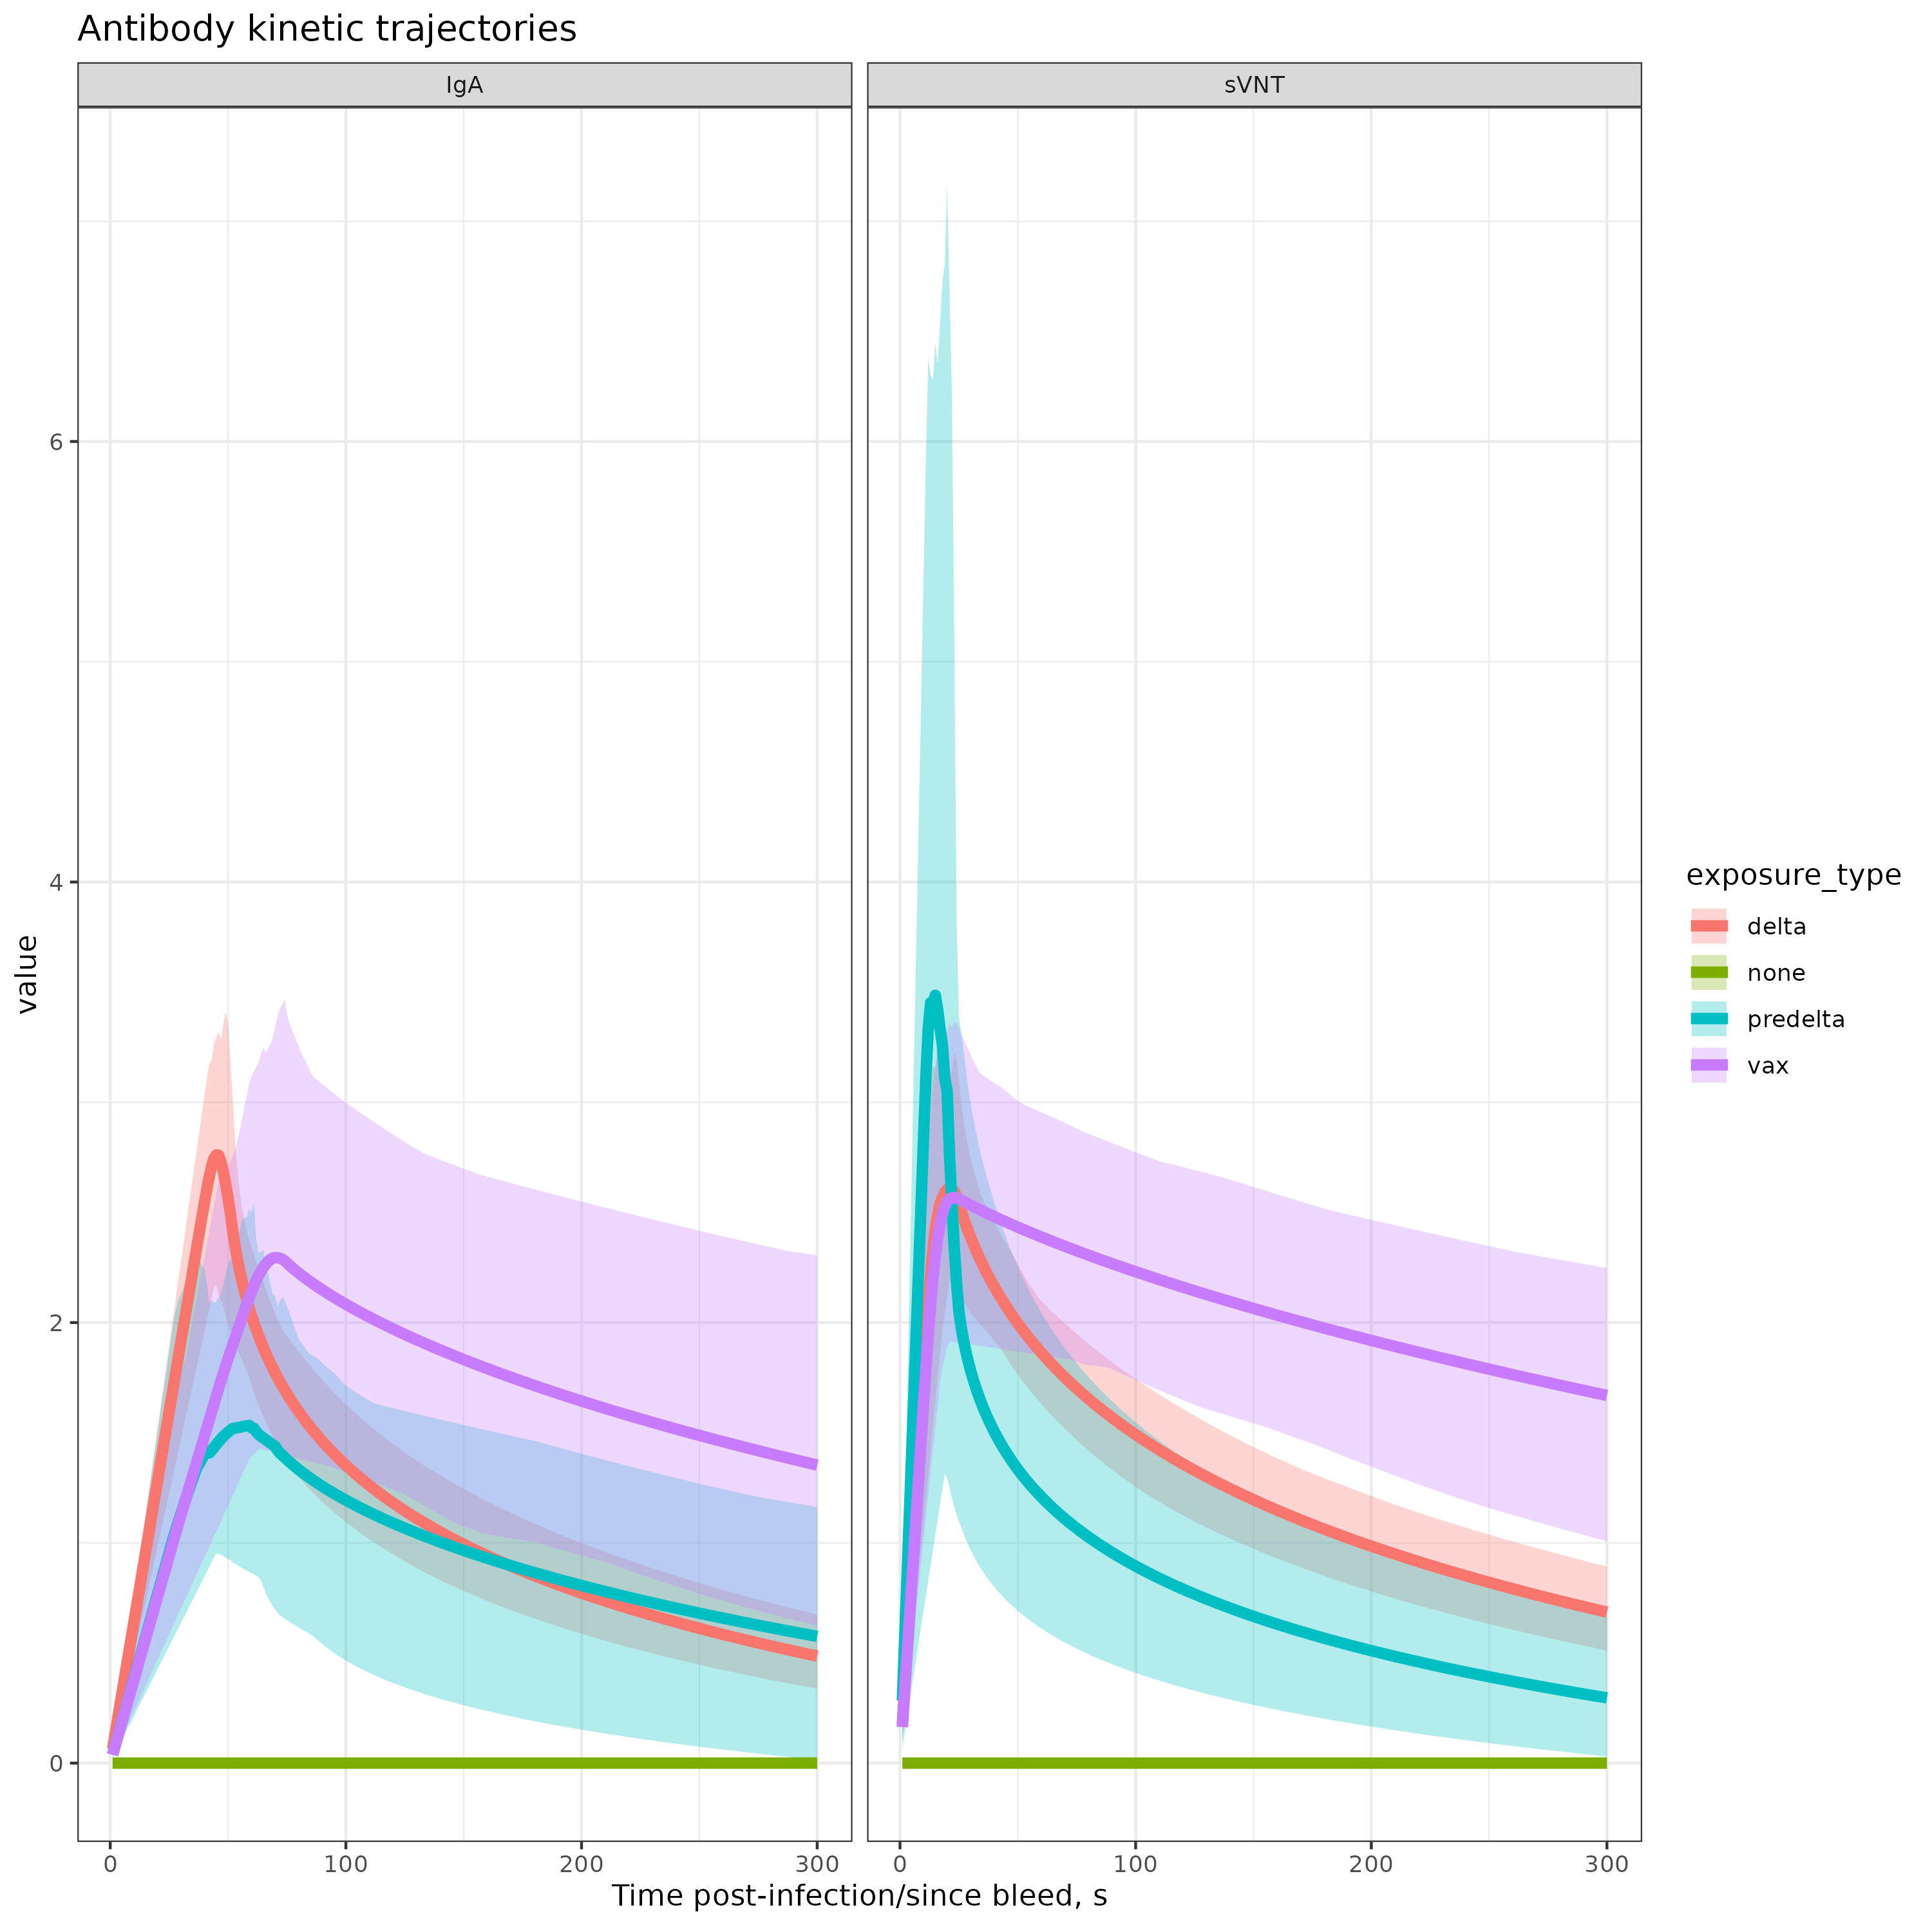 Antibody kinetic trajectories
IgA
sVNT
value
6
4
2
0
0
100
200
300
0
100
200
300
Time post-infection/since bleed, s
exposure_type
delta
none
predelta
vax